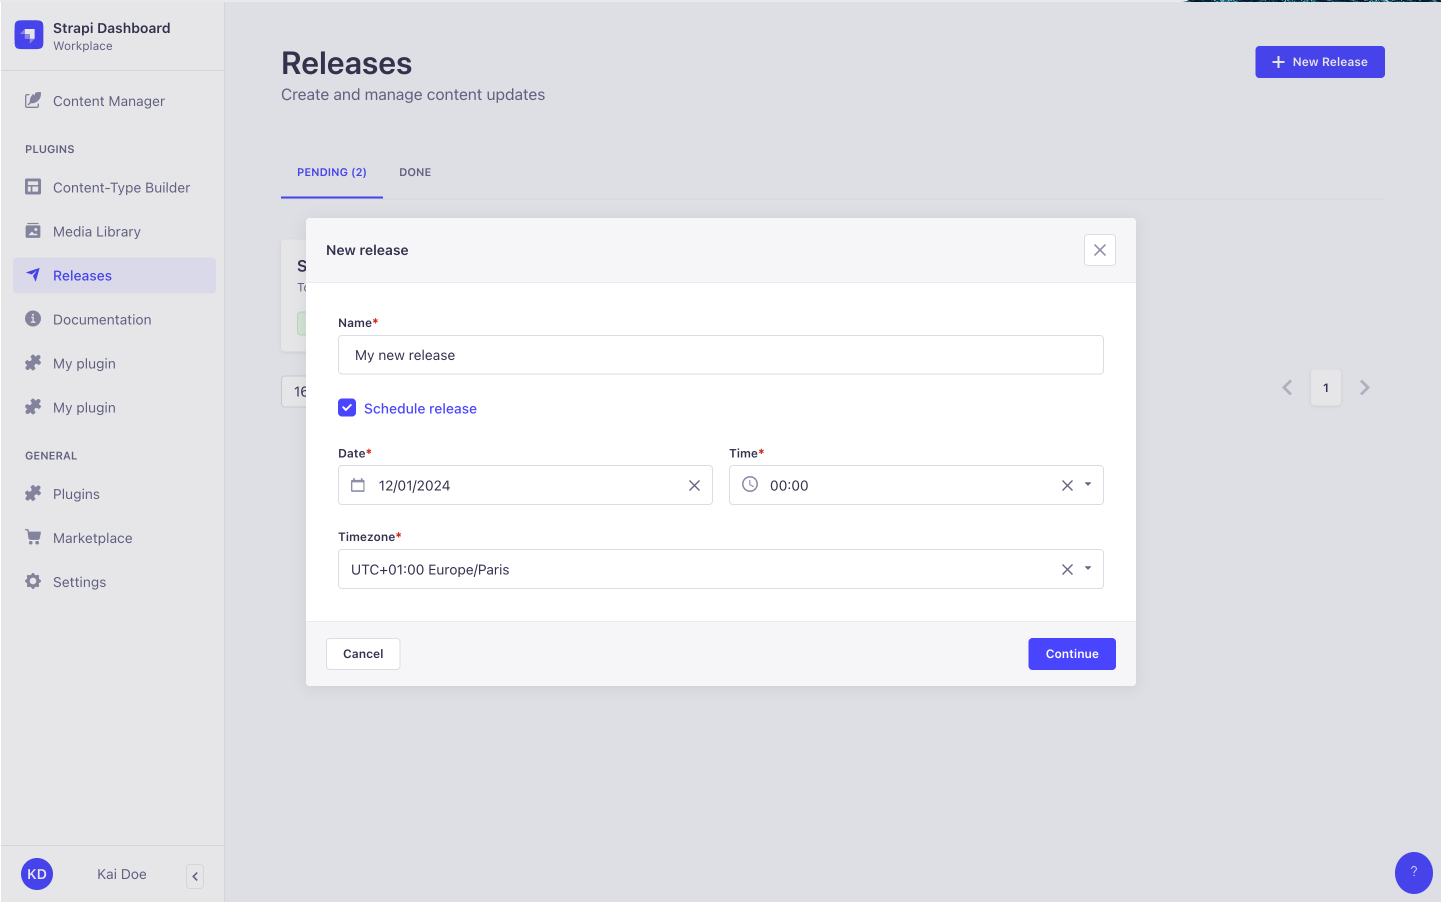 Strapi Dashboard
Workplace
Content Manager
PLUGINS
Content-Type Builder
Media Library
Releases
Documentation
My plugin
My plugin
GENERAL
Plugins
Marketplace
Settings
KD
Kai Doe
Releases
Create and manage content updates
+ New Release
PENDING (2)
DONE
New release
Name*
My new release
Schedule release
Date*
Time*
12/01/2024
00:00
Timezone*
UTC+01:00 Europe/Paris
Cancel
Continue
16
1
?